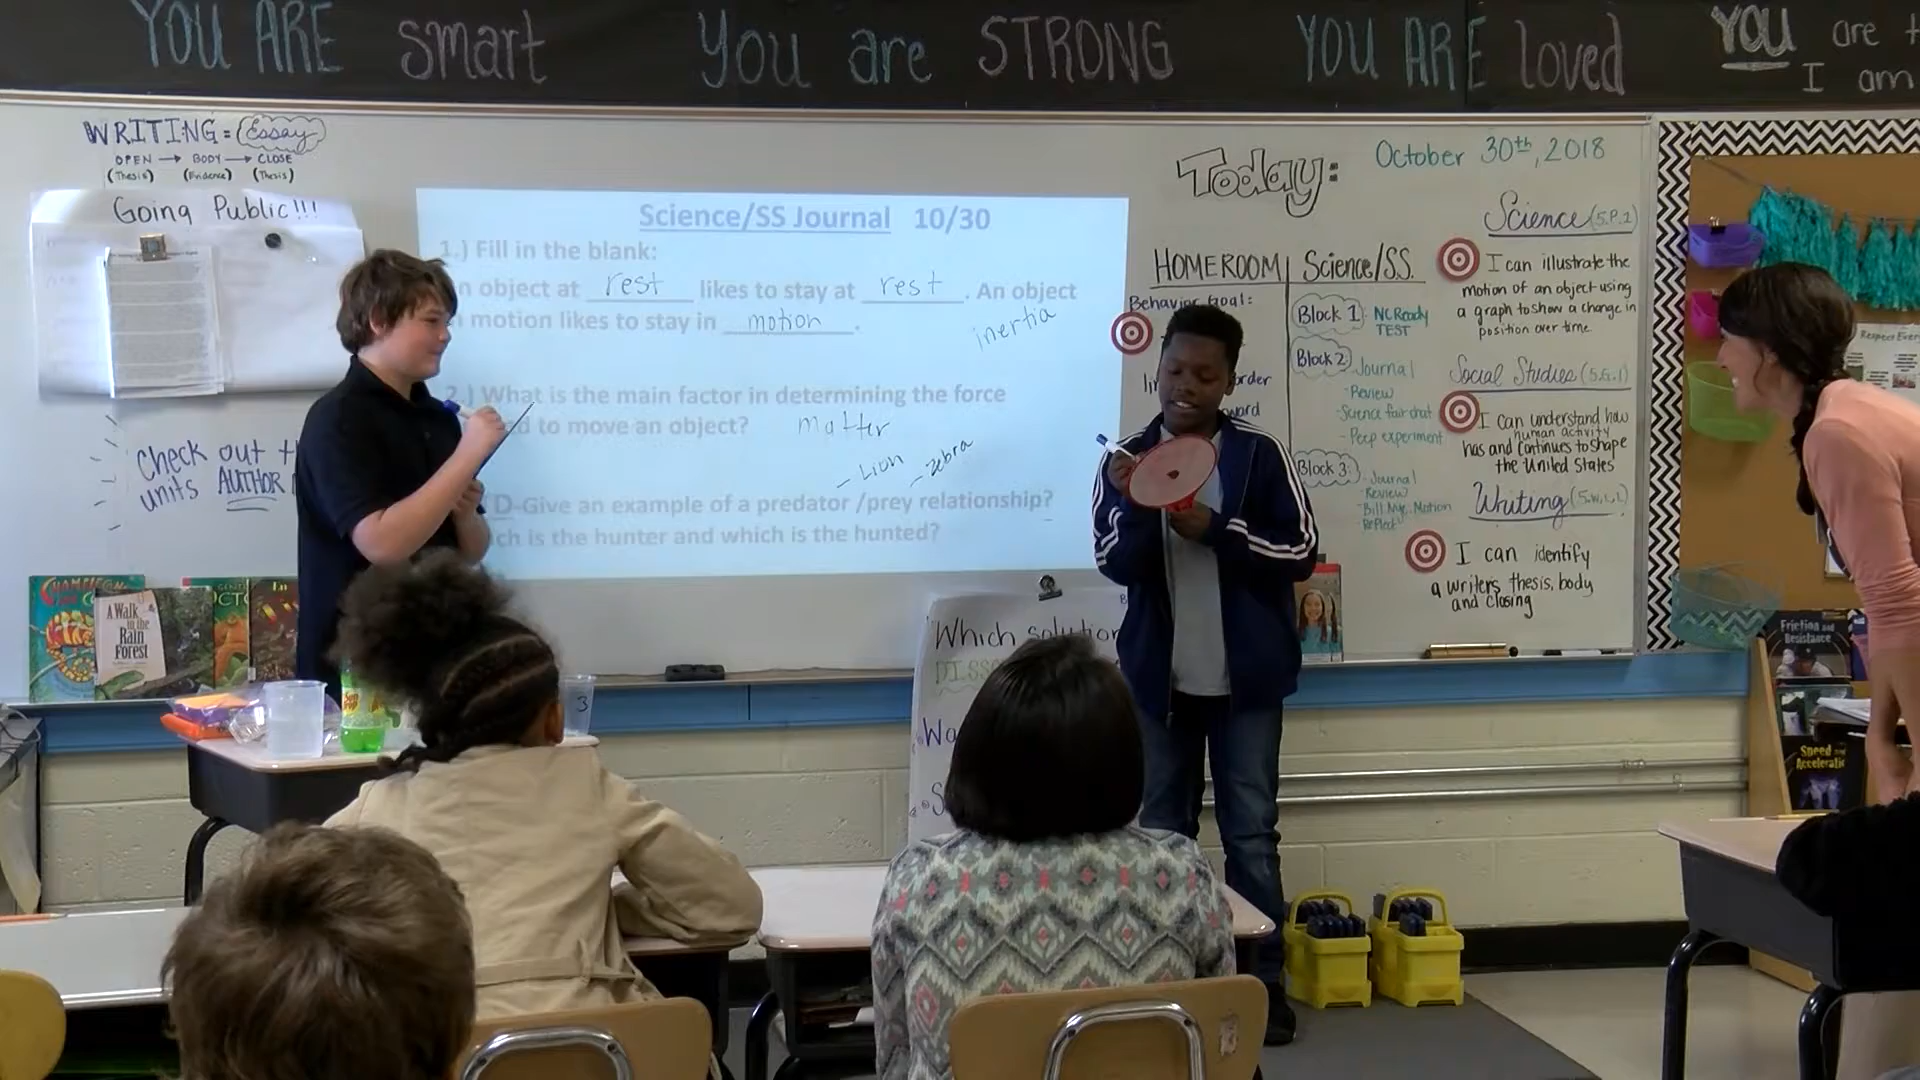 YOU ARE smart
You are STRONG
YOU ARE loved
YOU are
I am
WRITING = Essay
OPEN → BODY → CLOSE
(Thesis) (Evidence) (Thesis)
Going Public!!!
check out
units AUTHOR
Science/SS Journal 10/30
1.) Fill in the blank:
object at rest likes to stay at rest. An object
motion likes to stay in motion.
inertia
2.) What is the main factor in determining the force
to move an object?
matter
- Lion
- zebra
D-Give an example of a predator /prey relationship?
is the hunter and which is the hunted?
Today:
October 30th, 2018
HOMEROOM
Behavior Goal:
Science/SS.
Block 1: NC Ready
TEST
Block 2: Journal
- Review
- Science fair chat
- Peep experiment
Block 3: - Journal
Review
- Bill Nye, Motion
- Reflect
Science (5.P.1)
I can illustrate the
motion of an object using
a graph to show a change in
position over time.
Social Studies (5.G.1)
I can understand how
human activity
has and continues to shape
the United States
Writing
I can identify
a writers thesis, body
and closing
A Walk
in the
Rain
Forest
Which
3
Friction and
Resistance
Speed